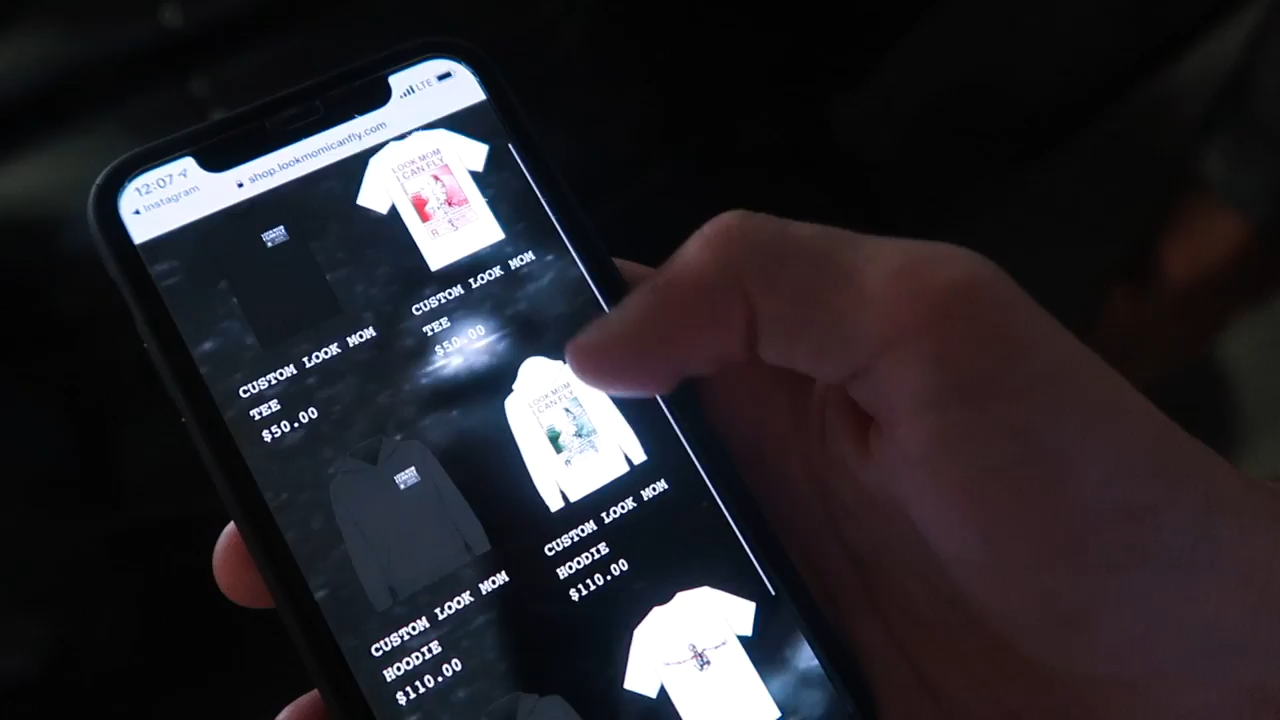 12:07
LTE
Instagram
shop.lookmomicanfly.com
LOOK MOM
I CAN FLY
CUSTOM LOOK MOM
TEE
$50.00
CUSTOM LOOK MOM
TEE
$50.00
LOOK MOM
I CAN FLY
CUSTOM LOOK MOM
HOODIE
$110.00
CUSTOM LOOK MOM
HOODIE
$110.00